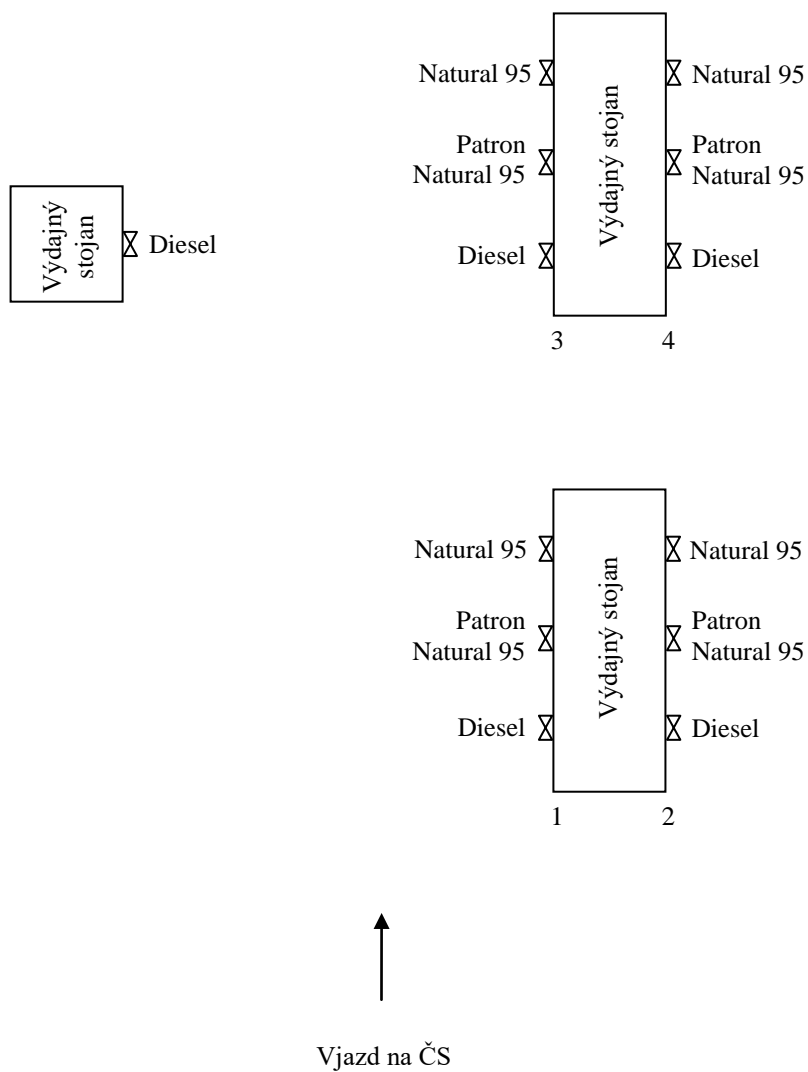 Natural 95
Natural 95
Patron
Natural 95
Výdajný stojan
Patron
Natural 95
Výdajný
stojan
Diesel
Diesel
Diesel
3
4
Natural 95
Natural 95
Patron
Natural 95
Výdajný stojan
Patron
Natural 95
Diesel
Diesel
1
2
Vjazd na ČS